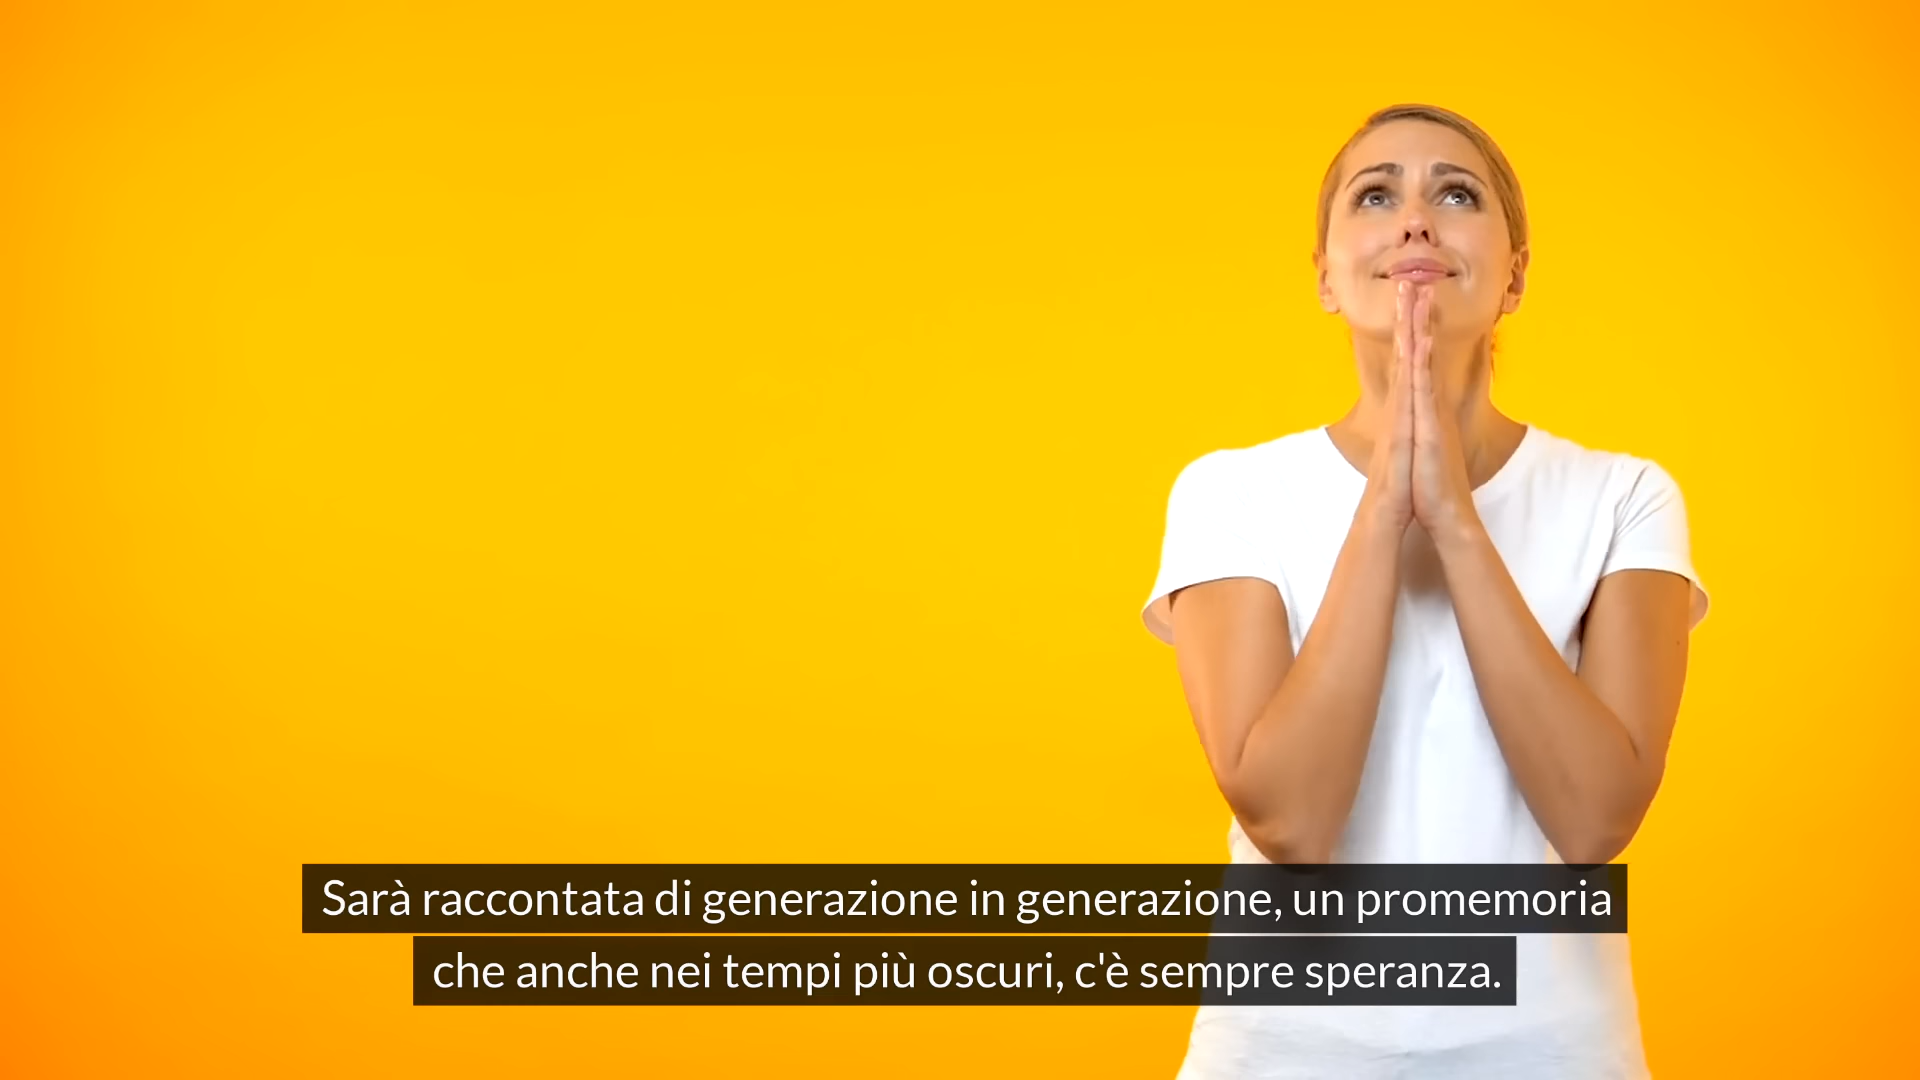 Sarà raccontata di generazione in generazione, un promemoria
che anche nei tempi più oscuri, c'è sempre speranza.